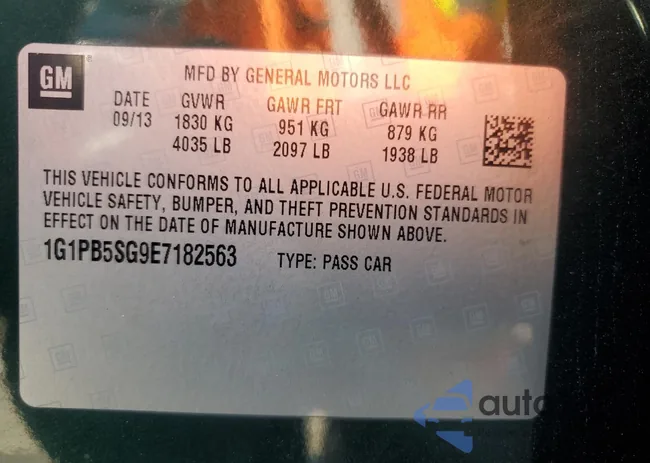 GM
MFD BY GENERAL MOTORS LLC
DATE GVWR GAWR FRT GAWR RR
09/13 1830 KG 951 KG 879 KG
4035 LB 2097 LB 1938 LB
THIS VEHICLE CONFORMS TO ALL APPLICABLE U.S. FEDERAL MOTOR
VEHICLE SAFETY, BUMPER, AND THEFT PREVENTION STANDARDS IN
EFFECT ON THE DATE OF MANUFACTURE SHOWN ABOVE.
1G1PB5SG9E7182563 TYPE: PASS CAR
auto